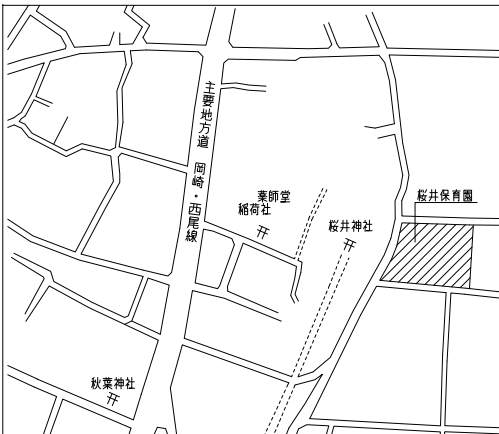 主要地方道 岡崎・西尾線
薬師堂
稲荷社
桜井神社
桜井保育園
秋葉神社